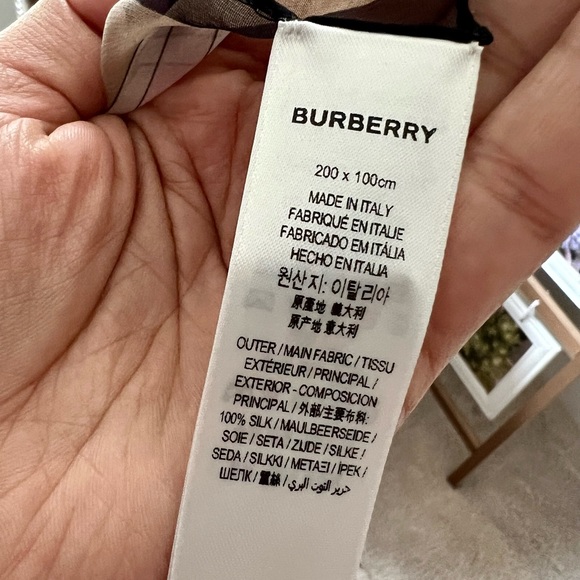 BURBERRY
200 x 100cm
MADE IN ITALY
FABRIQUÉ EN ITALIE
FABRICADO EM ITÁLIA
HECHO EN ITALIA
원산지: 이탈리아
原產地 義大利
原产地 意大利
OUTER / MAIN FABRIC / TISSU
EXTÉRIEUR / PRINCIPAL /
EXTERIOR - COMPOSICION
PRINCIPAL / 外部/主要布料:
100% SILK / MAULBEERSEIDE /
SOIE / SETA / ZIJDE / SILKE /
SEDA / SILKKI / ΜΕΤΑΞΙ / İPEK /
ШЕЛК / 蠶絲 / حرير التوت البري /